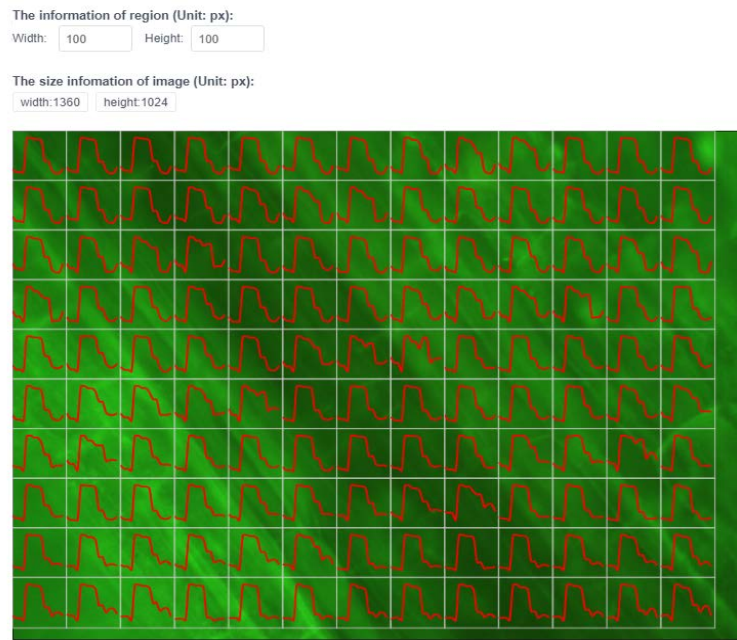 The information of region (Unit: px):
Width: 100 Height: 100
The size infomation of image (Unit: px):
width:1360 height:1024